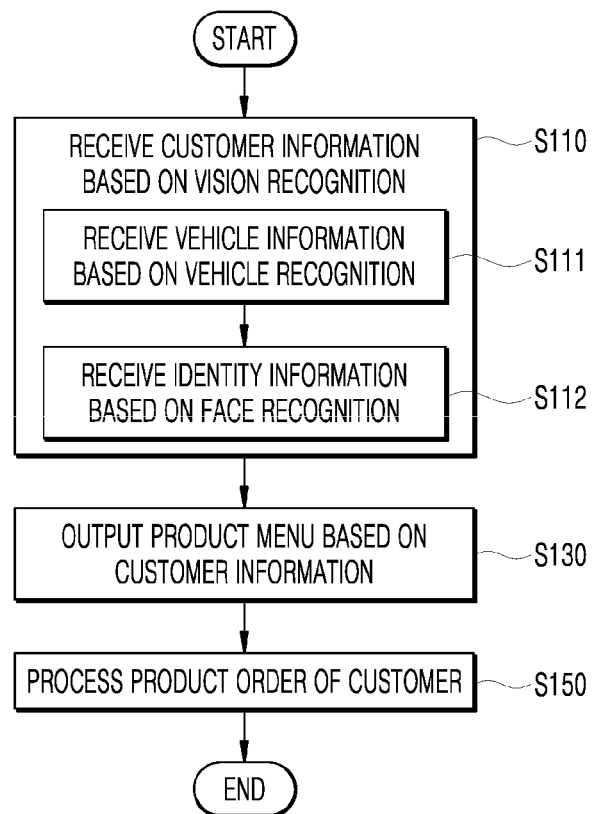 START
RECEIVE CUSTOMER INFORMATION
BASED ON VISION RECOGNITION
S110
RECEIVE VEHICLE INFORMATION
BASED ON VEHICLE RECOGNITION
S111
RECEIVE IDENTITY INFORMATION
BASED ON FACE RECOGNITION
S112
OUTPUT PRODUCT MENU BASED ON
CUSTOMER INFORMATION
S130
PROCESS PRODUCT ORDER OF CUSTOMER
S150
END